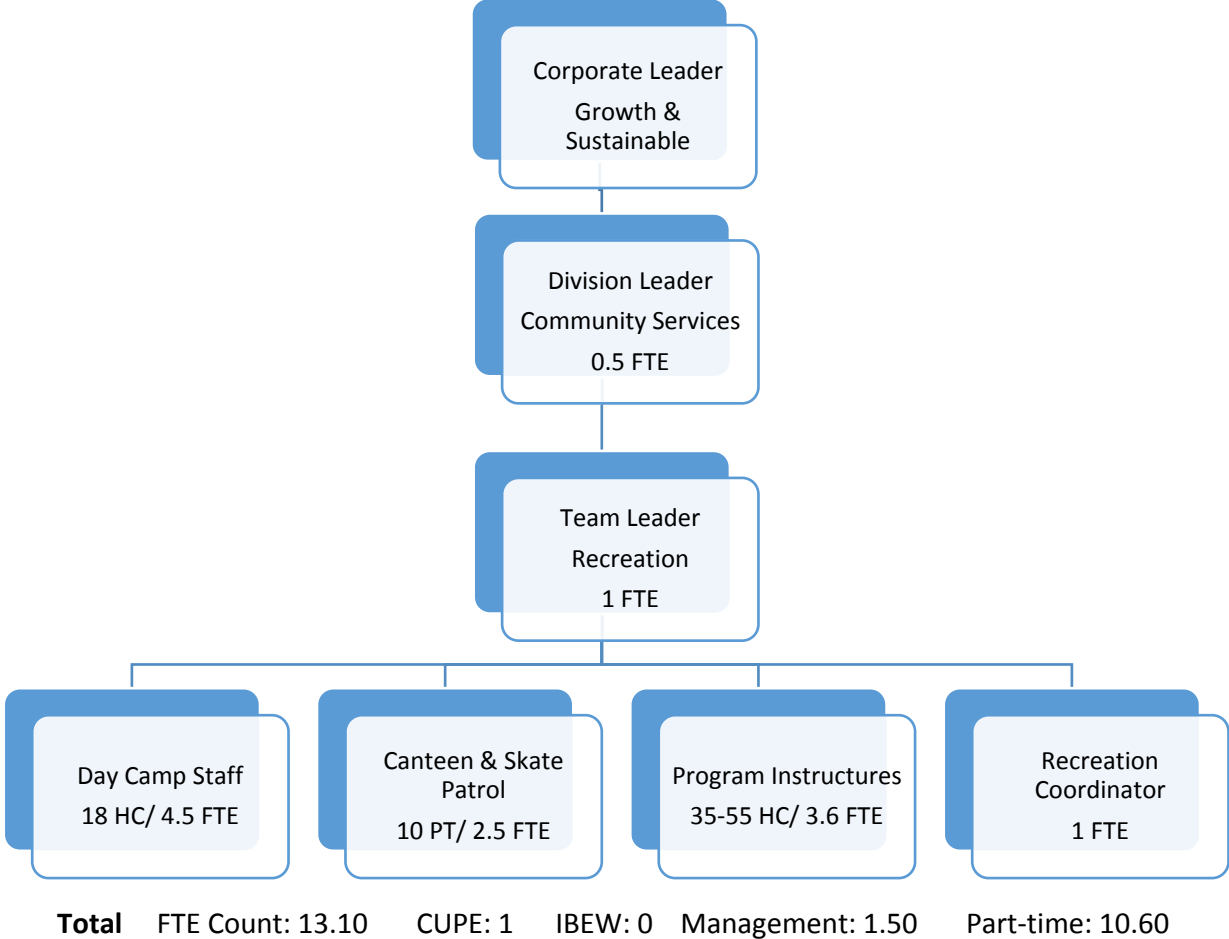 Corporate Leader
Growth &
Sustainable
Division Leader
Community Services
0.5 FTE
Team Leader
Recreation
1 FTE
Day Camp Staff
18 HC/ 4.5 FTE
Canteen & Skate
Patrol
10 PT/ 2.5 FTE
Program Instructures
35-55 HC/ 3.6 FTE
Recreation
Coordinator
1 FTE
Total FTE Count: 13.10 CUPE: 1 IBEW: 0 Management: 1.50 Part-time: 10.60